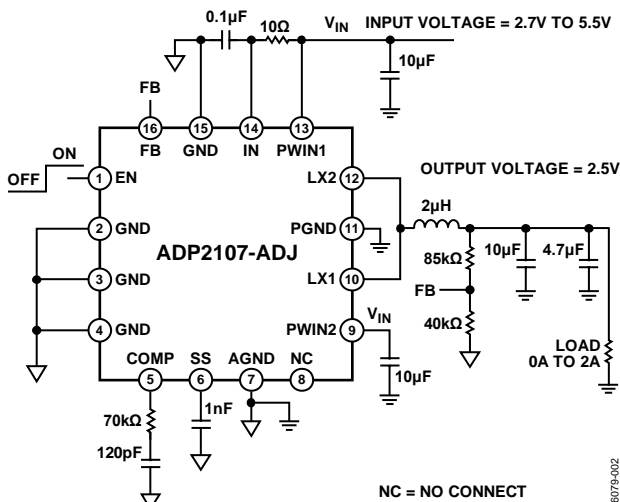 0.1µF
10Ω
VIN
INPUT VOLTAGE = 2.7V TO 5.5V
10µF
FB
16
15
14
13
FB
GND
IN
PWIN1
ON
OFF
1
EN
LX2
12
OUTPUT VOLTAGE = 2.5V
2
GND
PGND
11
2µH
ADP2107-ADJ
85kΩ
10µF
4.7µF
3
GND
LX1
10
FB
VIN
4
GND
PWIN2
9
40kΩ
LOAD
0A TO 2A
COMP
SS
AGND
NC
5
6
7
8
10µF
70kΩ
1nF
120pF
NC = NO CONNECT
6079-002